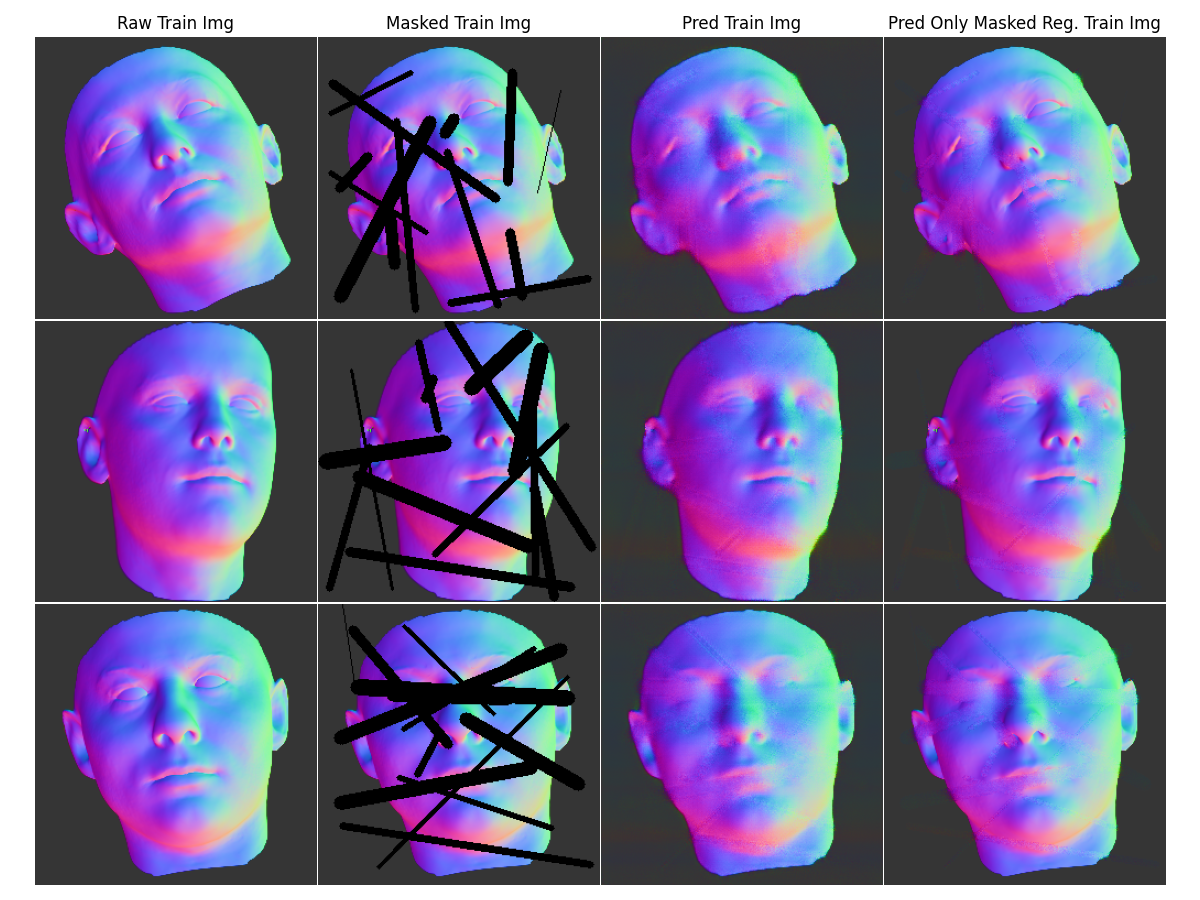 Raw Train Img
Masked Train Img
Pred Train Img
Pred Only Masked Reg. Train Img